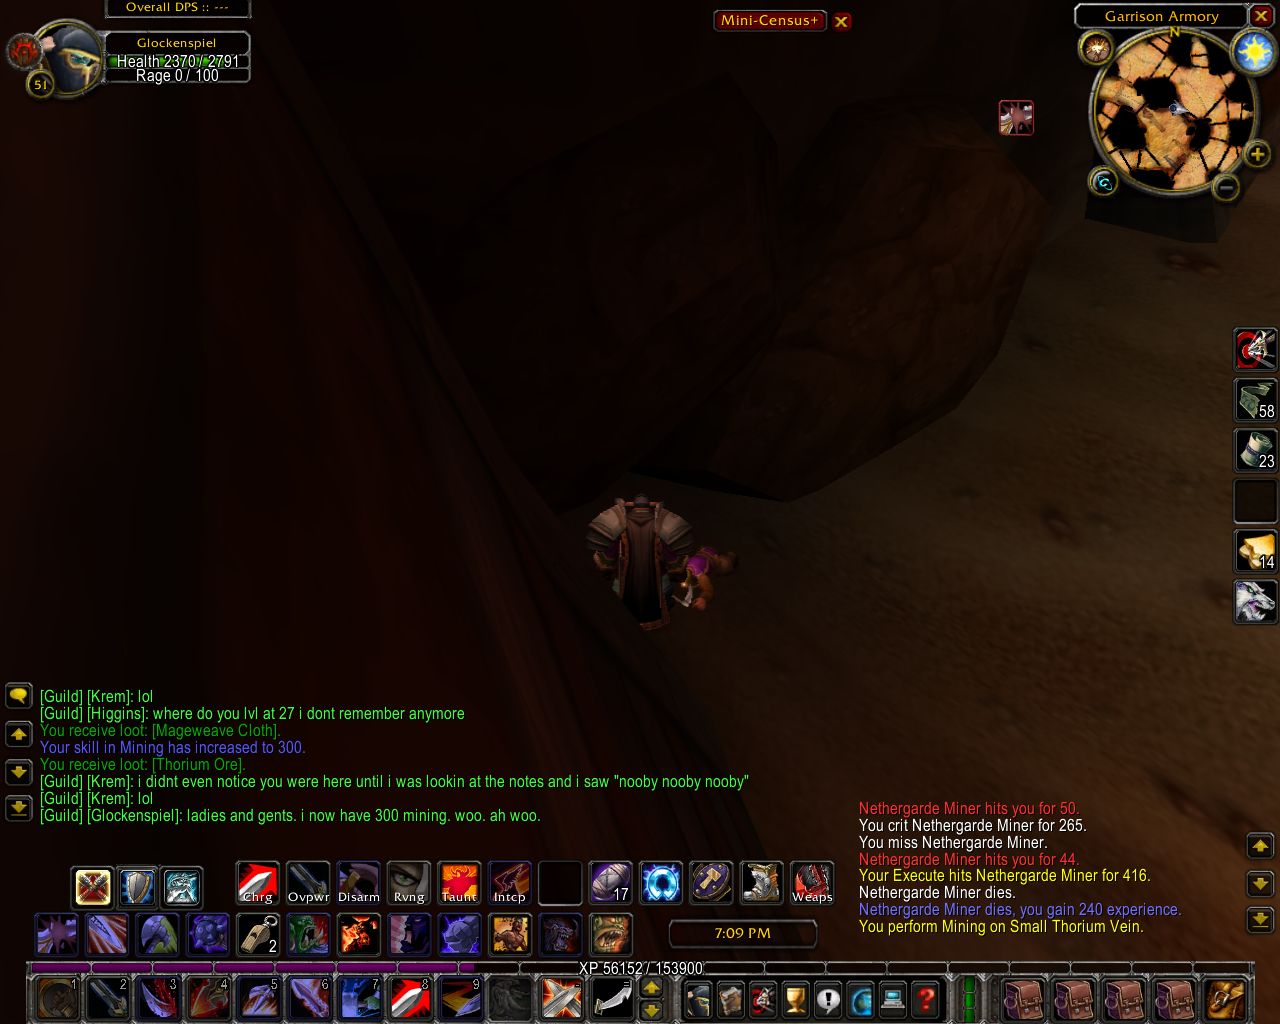 Overall DPS :: ---
Glockenspiel
Health 2370 / 2791
Rage 0 / 100
51
Mini-Census+
Garrison Armory
N
58
23
14
[Guild] [Krem]: lol
[Guild] [Higgins]: where do you lvl at 27 i dont remember anymore
You receive loot: [Mageweave Cloth].
Your skill in Mining has increased to 300.
You receive loot: [Thorium Ore].
[Guild] [Krem]: i didnt even notice you were here until i was lookin at the notes and i saw "nooby nooby nooby"
[Guild] [Krem]: lol
[Guild] [Glockenspiel]: ladies and gents. i now have 300 mining. woo. ah woo.
Nethergarde Miner hits you for 50.
You crit Nethergarde Miner for 265.
You miss Nethergarde Miner.
Nethergarde Miner hits you for 44.
Your Execute hits Nethergarde Miner for 416.
Nethergarde Miner dies.
Nethergarde Miner dies, you gain 240 experience.
You perform Mining on Small Thorium Vein.
Chrg Ovpwr Disarm Rvng Taunt Intcp 17 Weaps
2
7:09 PM
XP 56152 / 153900
1 2 3 4 5 6 7 8 9 - =